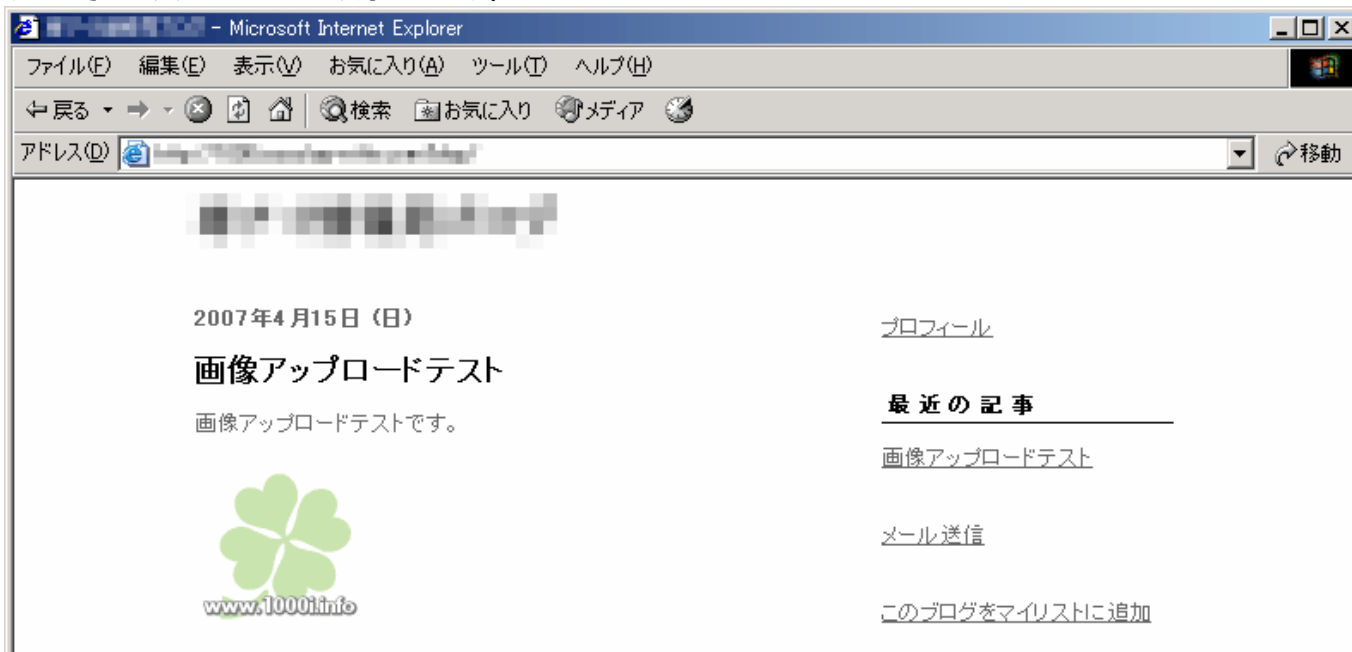 - Microsoft Internet Explorer
ファイル(F) 編集(E) 表示(V) お気に入り(A) ツール(T) ヘルプ(H)
戻る 検索 お気に入り メディア
アドレス(D) 移動
2007年4月15日（日）
画像アップロードテスト
画像アップロードテストです。
www.1000i.info
プロフィール
最近の記事
画像アップロードテスト
メール送信
このブログをマイリストに追加